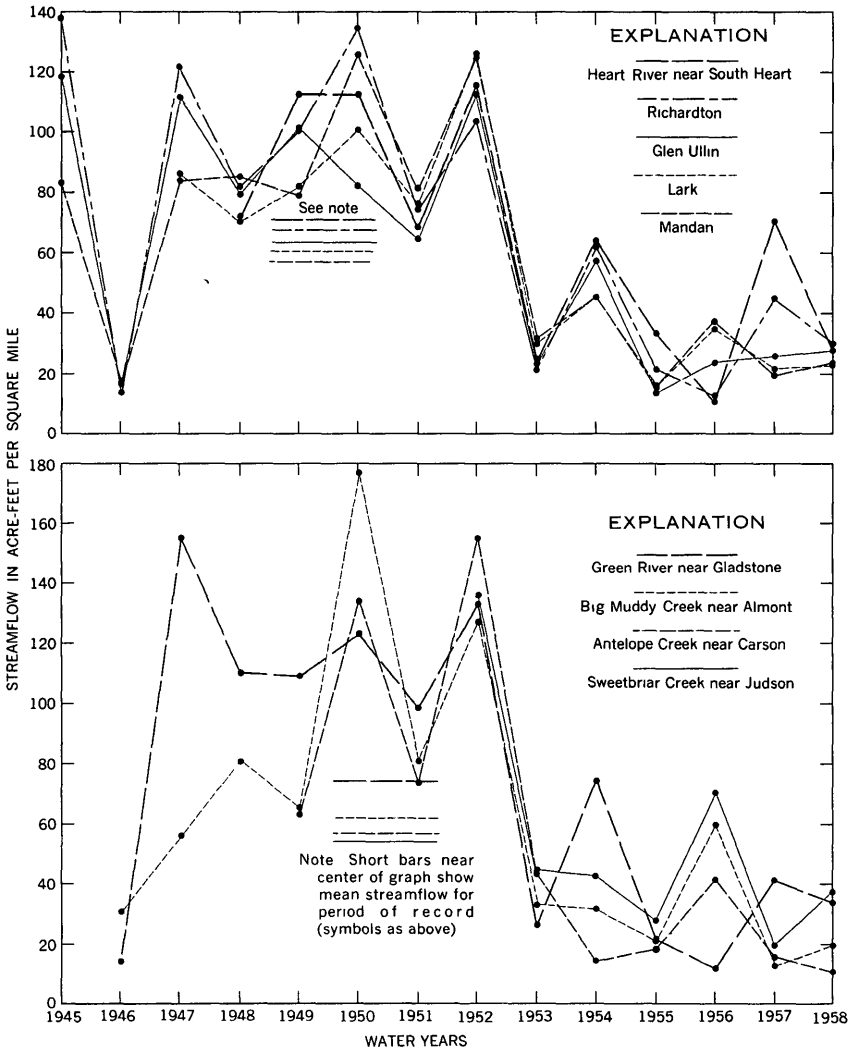 STREAMFLOW IN ACRE-FEET PER SQUARE MILE
140
120
100
80
60
40
20
0
EXPLANATION
Heart River near South Heart
Richardton
Glen Ullin
Lark
Mandan
See note
180
160
140
120
100
80
60
40
20
0
EXPLANATION
Green River near Gladstone
Big Muddy Creek near Almont
Antelope Creek near Carson
Sweetbriar Creek near Judson
Note Short bars near
center of graph show
mean streamflow for
period of record
(symbols as above)
1945 1946 1947 1948 1949 1950 1951 1952 1953 1954 1955 1956 1957 1958
WATER YEARS